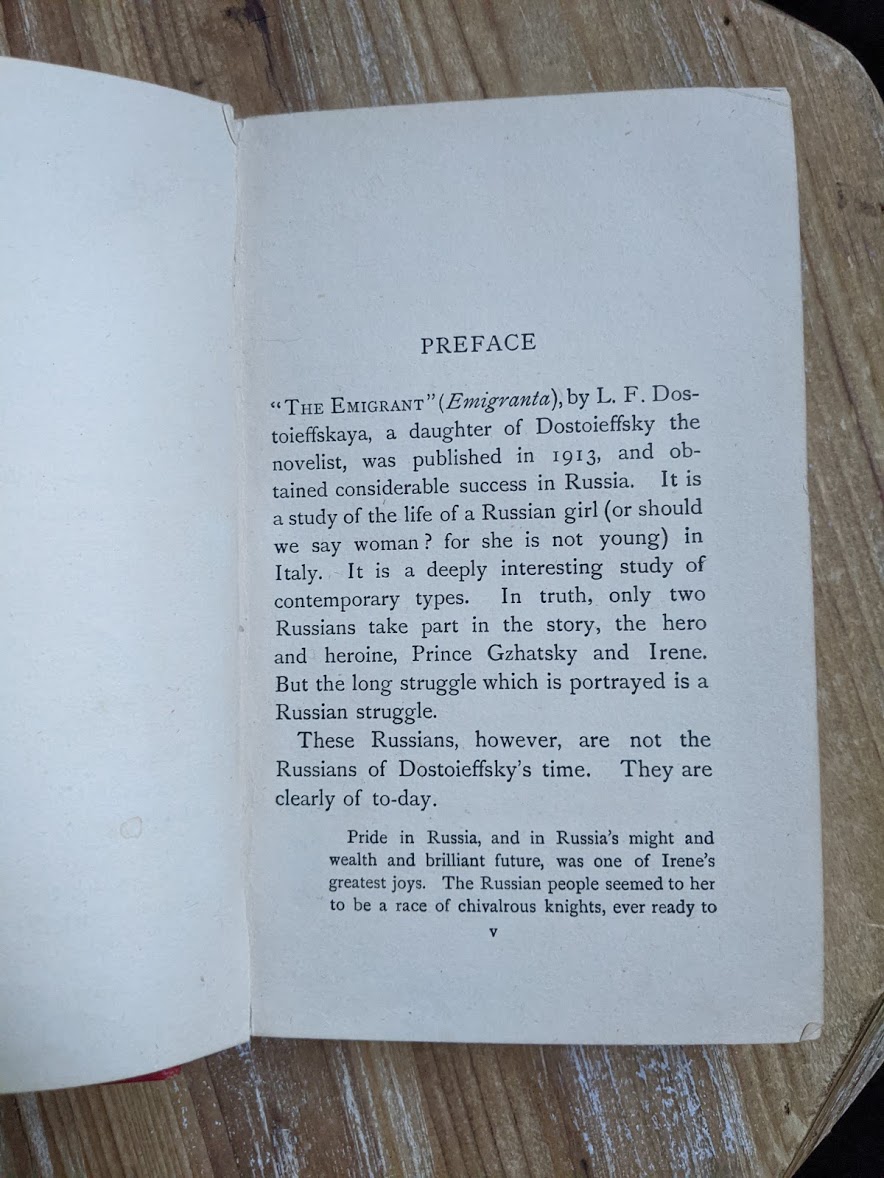 PREFACE
“THE EMIGRANT” (Emigranta), by L. F. Dos-
toieffskaya, a daughter of Dostoieffsky the
novelist, was published in 1913, and ob-
tained considerable success in Russia. It is
a study of the life of a Russian girl (or should
we say woman? for she is not young) in
Italy. It is a deeply interesting study of
contemporary types. In truth, only two
Russians take part in the story, the hero
and heroine, Prince Gzhatsky and Irene.
But the long struggle which is portrayed is a
Russian struggle.
These Russians, however, are not the
Russians of Dostoieffsky’s time. They are
clearly of to-day.
Pride in Russia, and in Russia’s might and
wealth and brilliant future, was one of Irene’s
greatest joys. The Russian people seemed to her
to be a race of chivalrous knights, ever ready to
v